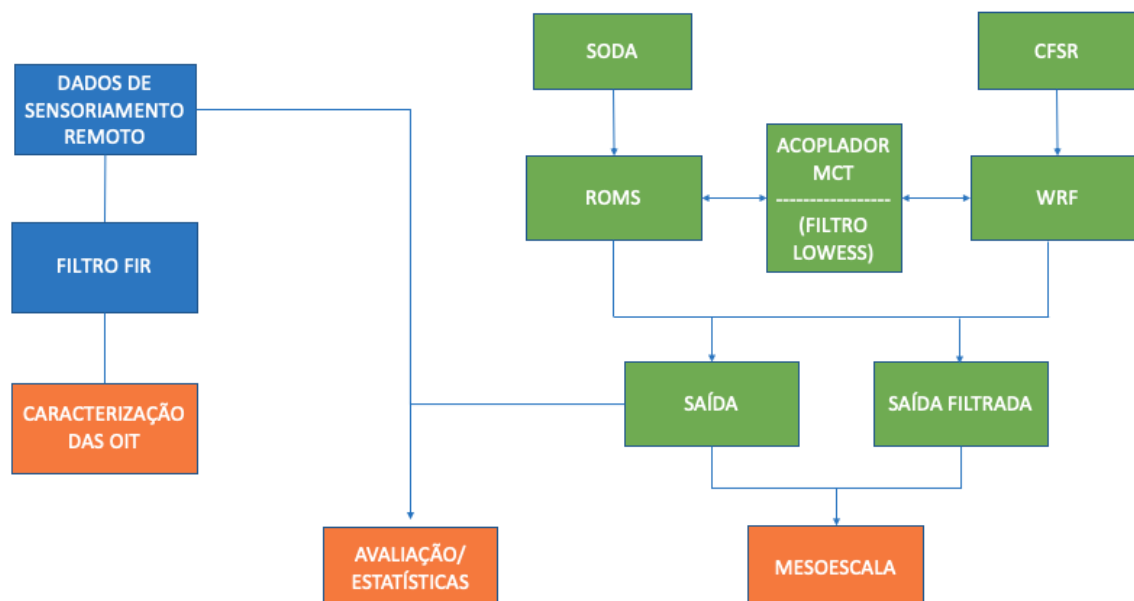 SODA
CFSR
DADOS DE
SENSORIAMENTO
REMOTO
ACOPLADOR
MCT
-----------------
(FILTRO
LOWESS)
ROMS
WRF
FILTRO FIR
CARACTERIZAÇÃO
DAS OIT
SAÍDA
SAÍDA FILTRADA
AVALIAÇÃO/
ESTATÍSTICAS
MESOESCALA